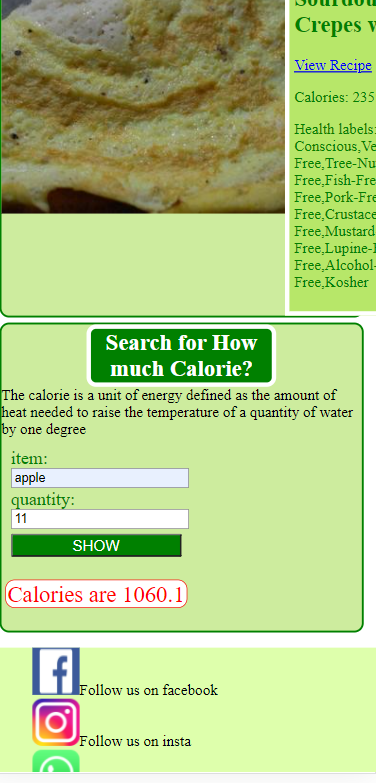 Crepes w
View Recipe
Calories: 235
Health labels:
Conscious,Ve
Free,Tree-Nu
Free,Fish-Fre
Free,Pork-Fre
Free,Crustace
Free,Mustard
Free,Lupine-
Free,Alcohol-
Free,Kosher
Search for How
much Calorie?
The calorie is a unit of energy defined as the amount of
heat needed to raise the temperature of a quantity of water
by one degree
item:
apple
quantity:
11
SHOW
Calories are 1060.1
Follow us on facebook
Follow us on insta